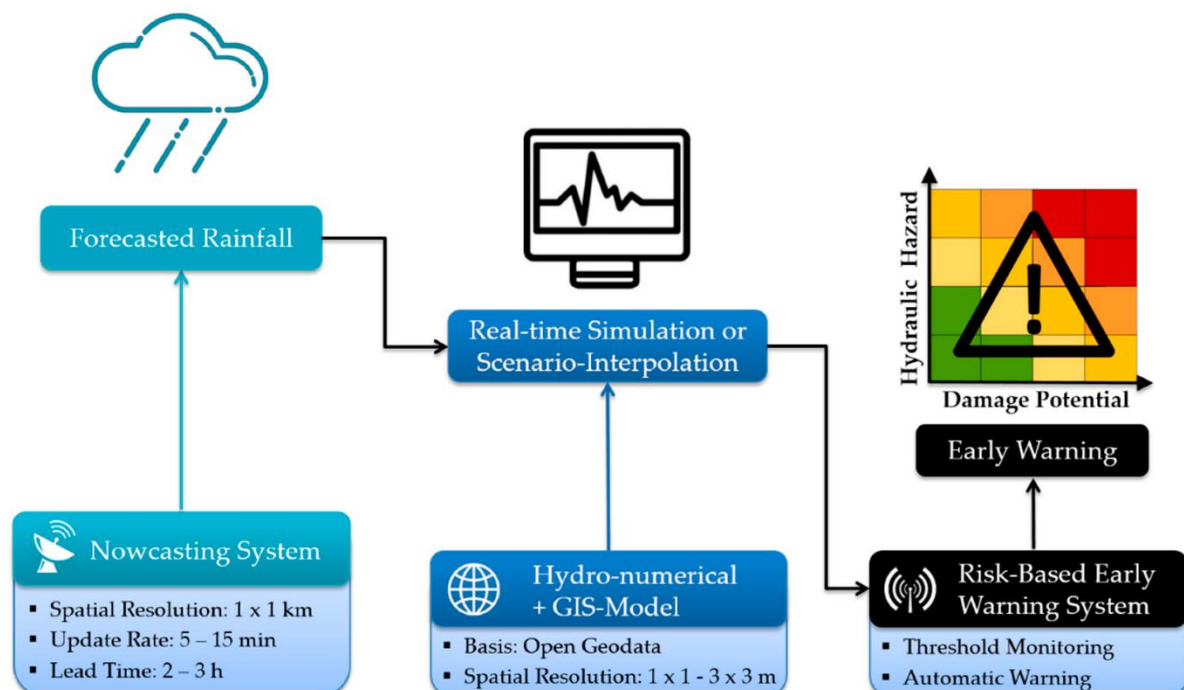 Forecasted Rainfall
Real-time Simulation or
Scenario-Interpolation
Hydraulic Hazard
Damage Potential
Early Warning
Nowcasting System
▪ Spatial Resolution: 1 x 1 km
▪ Update Rate: 5 – 15 min
▪ Lead Time: 2 – 3 h
Hydro-numerical
+ GIS-Model
▪ Basis: Open Geodata
▪ Spatial Resolution: 1 x 1 - 3 x 3 m
Risk-Based Early
Warning System
▪ Threshold Monitoring
▪ Automatic Warning